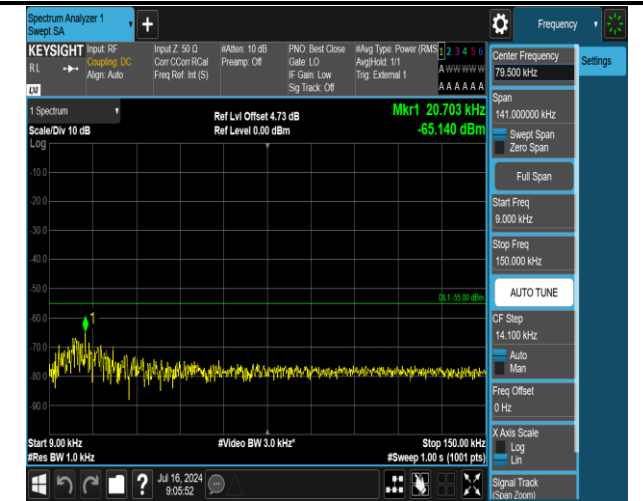 Spectrum Analyzer 1
Swept SA
+
Frequency
KEYSIGHT
RL
LXI
Input: RF
Coupling: DC
Align: Auto
Input Z: 50 Ω
Corr CCorr RCal
Freq Ref: Int (S)
#Atten: 10 dB
Preamp: Off
PNO: Best Close
Gate: LO
IF Gain: Low
Sig Track: Off
#Avg Type: Power (RMS
Avg|Hold: 1/1
Trig: External 1
1 2 3 4 5 6
A W W W W W
A A A A A A
Center Frequency
79.500 kHz
Settings
Span
141.000000 kHz
Swept Span
Zero Span
Full Span
Start Freq
9.000 kHz
Stop Freq
150.000 kHz
AUTO TUNE
CF Step
14.100 kHz
Auto
Man
Freq Offset
0 Hz
X Axis Scale
Log
Lin
Signal Track
(Span Zoom)
1 Spectrum
Scale/Div 10 dB
Log
Ref Lvl Offset 4.73 dB
Ref Level 0.00 dBm
Mkr1 20.703 kHz
-65.140 dBm
-10.0
-20.0
-30.0
-40.0
-50.0
DL1 -55.00 dBm
-60.0
1
-70.0
-80.0
-90.0
Start 9.00 kHz
#Res BW 1.0 kHz
#Video BW 3.0 kHz*
Stop 150.00 kHz
#Sweep 1.00 s (1001 pts)
?
Jul 16, 2024
9:05:52